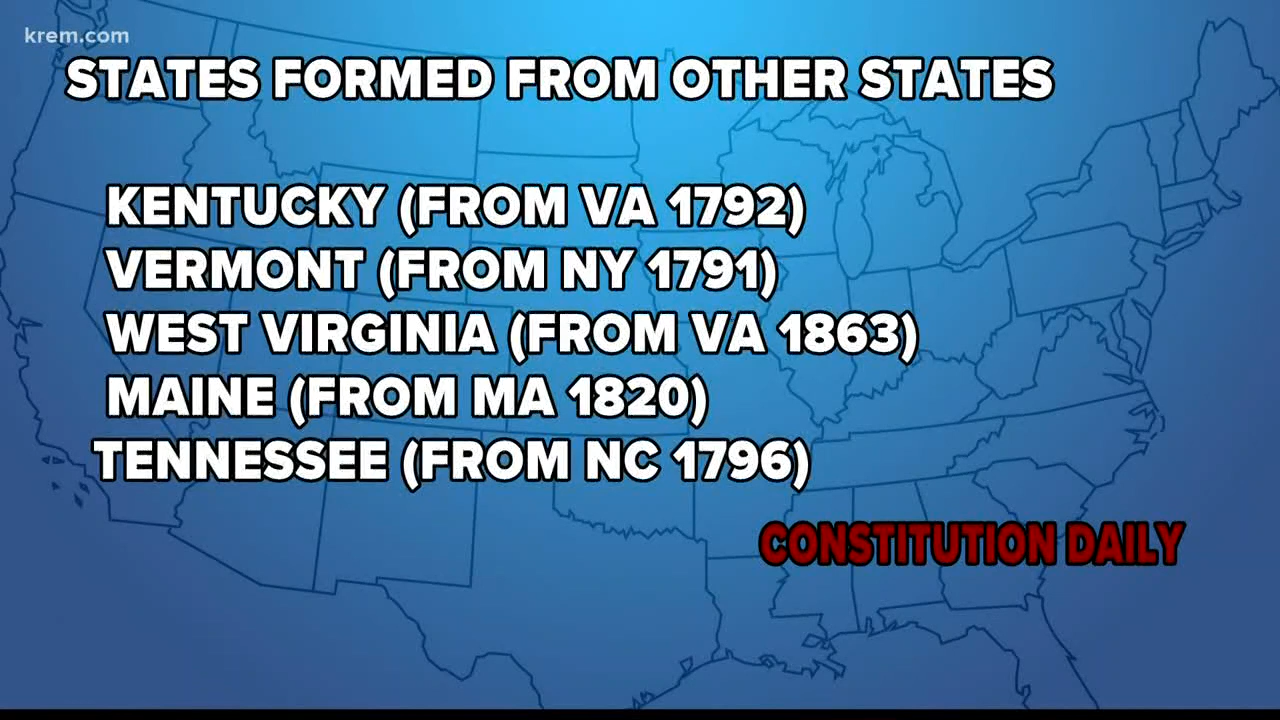 krem.com
STATES FORMED FROM OTHER STATES
KENTUCKY (FROM VA 1792)
VERMONT (FROM NY 1791)
WEST VIRGINIA (FROM VA 1863)
MAINE (FROM MA 1820)
TENNESSEE (FROM NC 1796)
CONSTITUTION DAILY